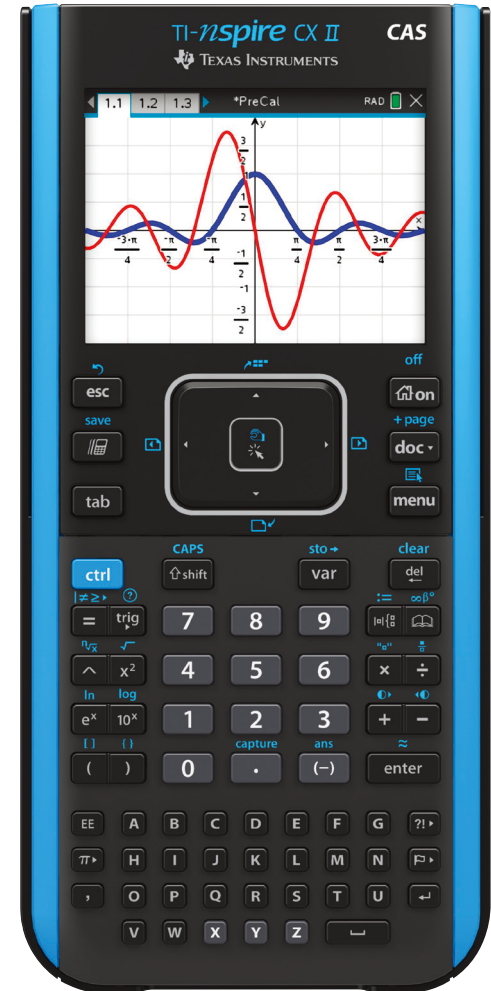 TI-nspire CX II CAS
TEXAS INSTRUMENTS
1.1 1.2 1.3 *PreCal RAD
y
3
2
1
1
2
x
-3·π
4
-π
2
-π
4
π
4
π
2
3·π
4
-1
2
-1
-3
2
off
esc
on
save
+ page
doc
tab
menu
CAPS sto→ clear
ctrl shift var del
|≠≥▸ ? := ∞β°
= trig 7 8 9
ⁿ√x √
^ x² 4 5 6 × ÷
ln log
eˣ 10ˣ 1 2 3 + −
[ ] { } capture ans ≈
( ) 0 . (−) enter
EE A B C D E F G ?!▸
π▸ H I J K L M N
, O P Q R S T U
V W X Y Z